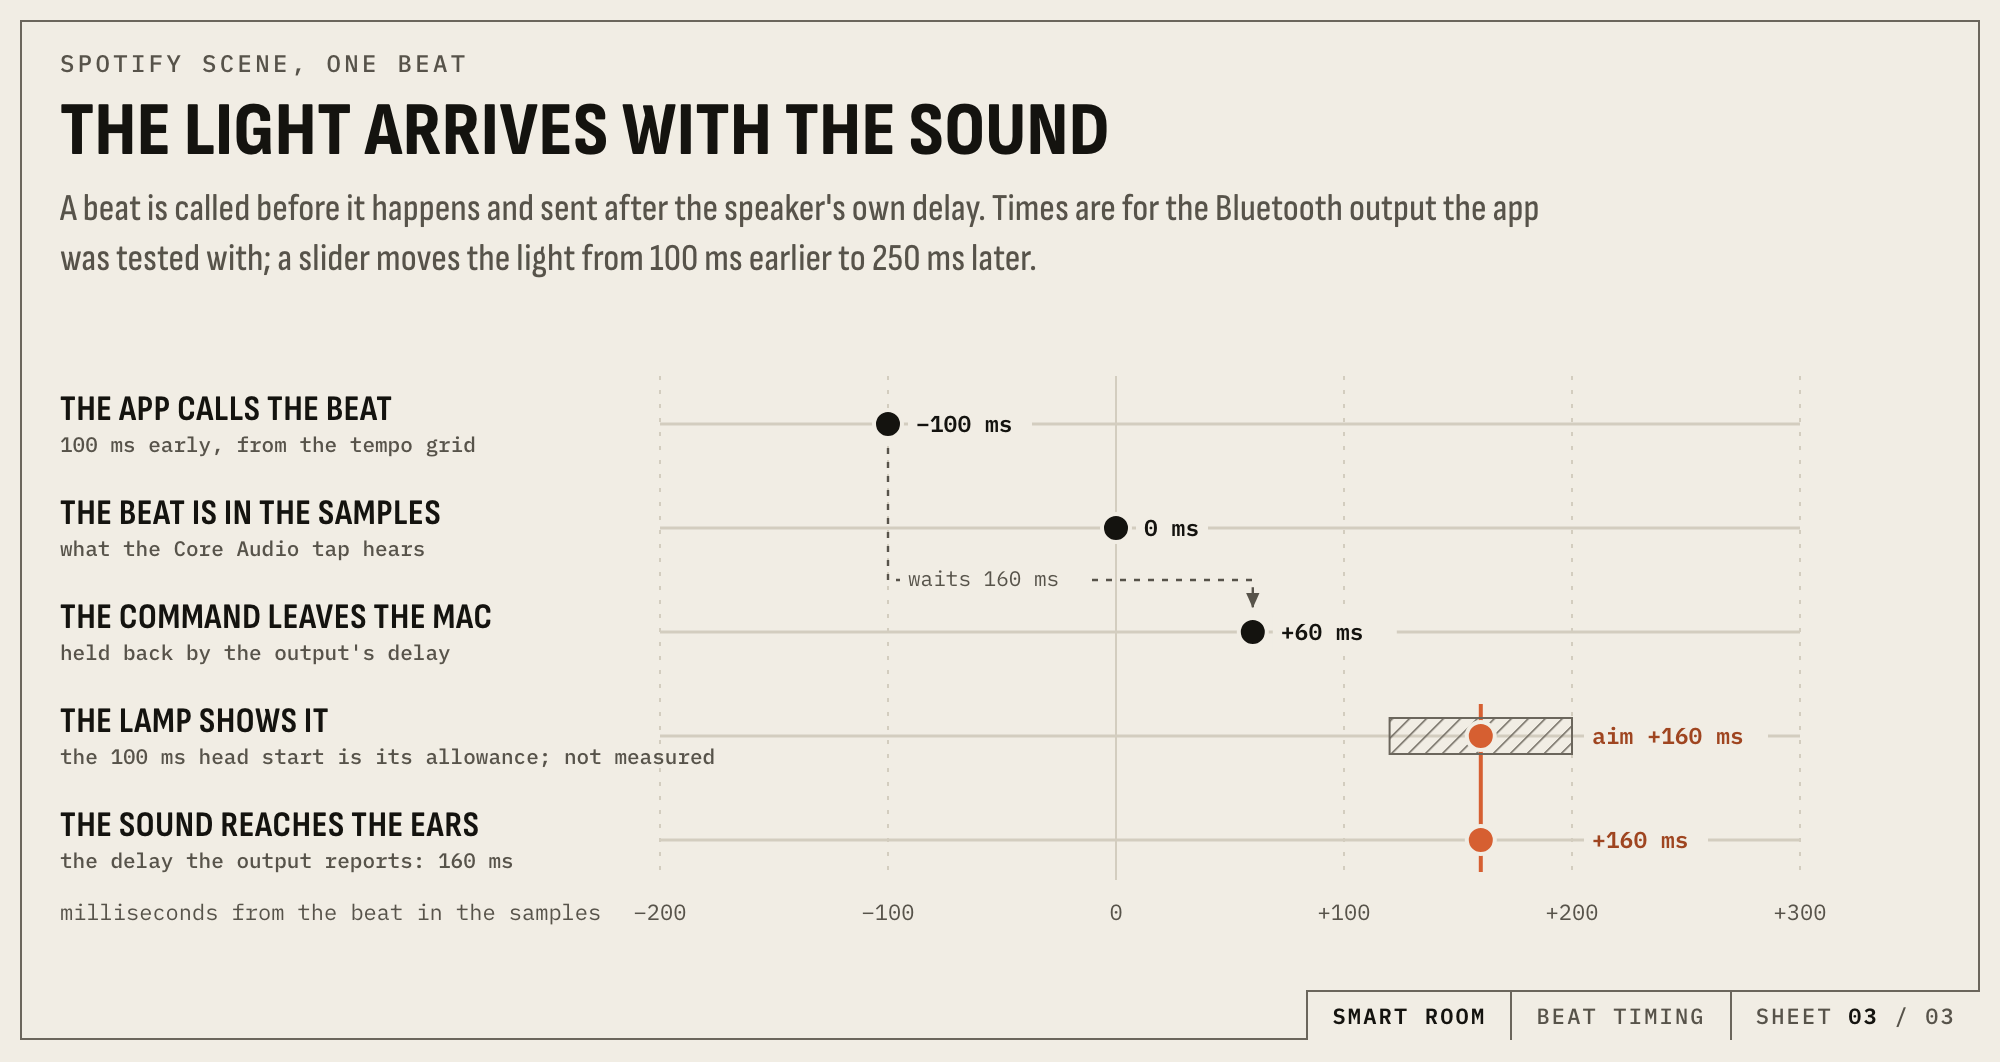 SPOTIFY SCENE, ONE BEAT
THE LIGHT ARRIVES WITH THE SOUND
A beat is called before it happens and sent after the speaker's own delay. Times are for the Bluetooth output the app
was tested with; a slider moves the light from 100 ms earlier to 250 ms later.
THE APP CALLS THE BEAT
100 ms early, from the tempo grid
−100 ms
THE BEAT IS IN THE SAMPLES
what the Core Audio tap hears
0 ms
waits 160 ms
THE COMMAND LEAVES THE MAC
held back by the output's delay
+60 ms
THE LAMP SHOWS IT
the 100 ms head start is its allowance; not measured
aim +160 ms
THE SOUND REACHES THE EARS
the delay the output reports: 160 ms
+160 ms
milliseconds from the beat in the samples −200 −100 0 +100 +200 +300
SMART ROOM BEAT TIMING SHEET 03 / 03